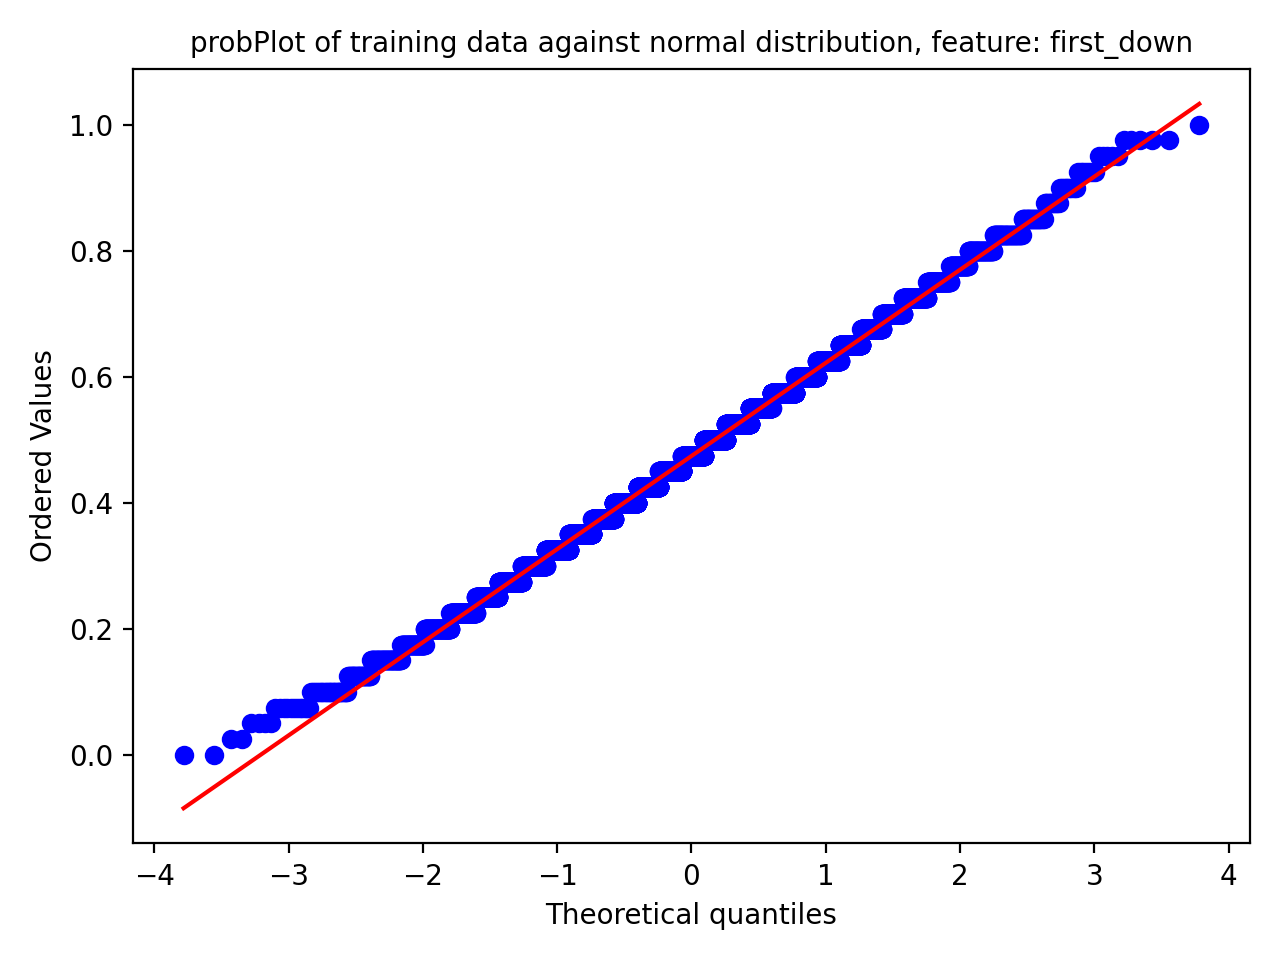 probPlot of training data against normal distribution, feature: first_down
Ordered Values
1.0
0.8
0.6
0.4
0.2
0.0
−4 −3 −2 −1 0 1 2 3 4
Theoretical quantiles